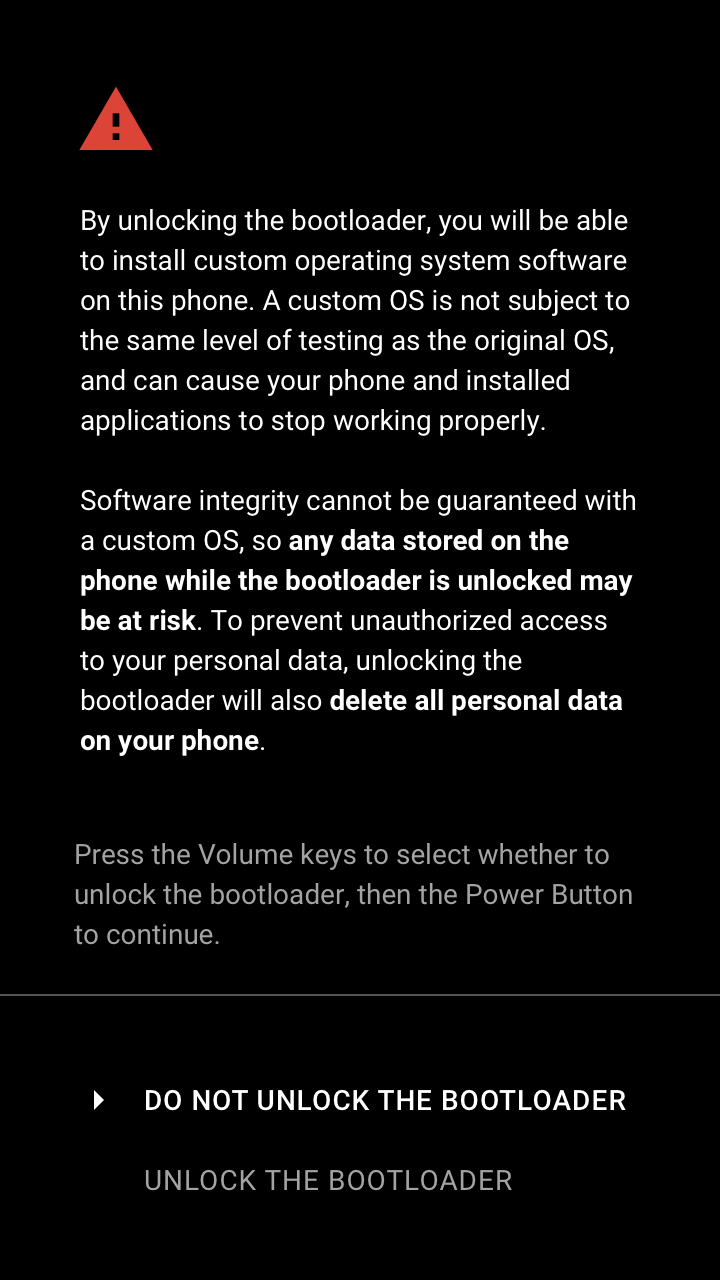 By unlocking the bootloader, you will be able
to install custom operating system software
on this phone. A custom OS is not subject to
the same level of testing as the original OS,
and can cause your phone and installed
applications to stop working properly.
Software integrity cannot be guaranteed with
a custom OS, so any data stored on the
phone while the bootloader is unlocked may
be at risk. To prevent unauthorized access
to your personal data, unlocking the
bootloader will also delete all personal data
on your phone.
Press the Volume keys to select whether to
unlock the bootloader, then the Power Button
to continue.
DO NOT UNLOCK THE BOOTLOADER
UNLOCK THE BOOTLOADER